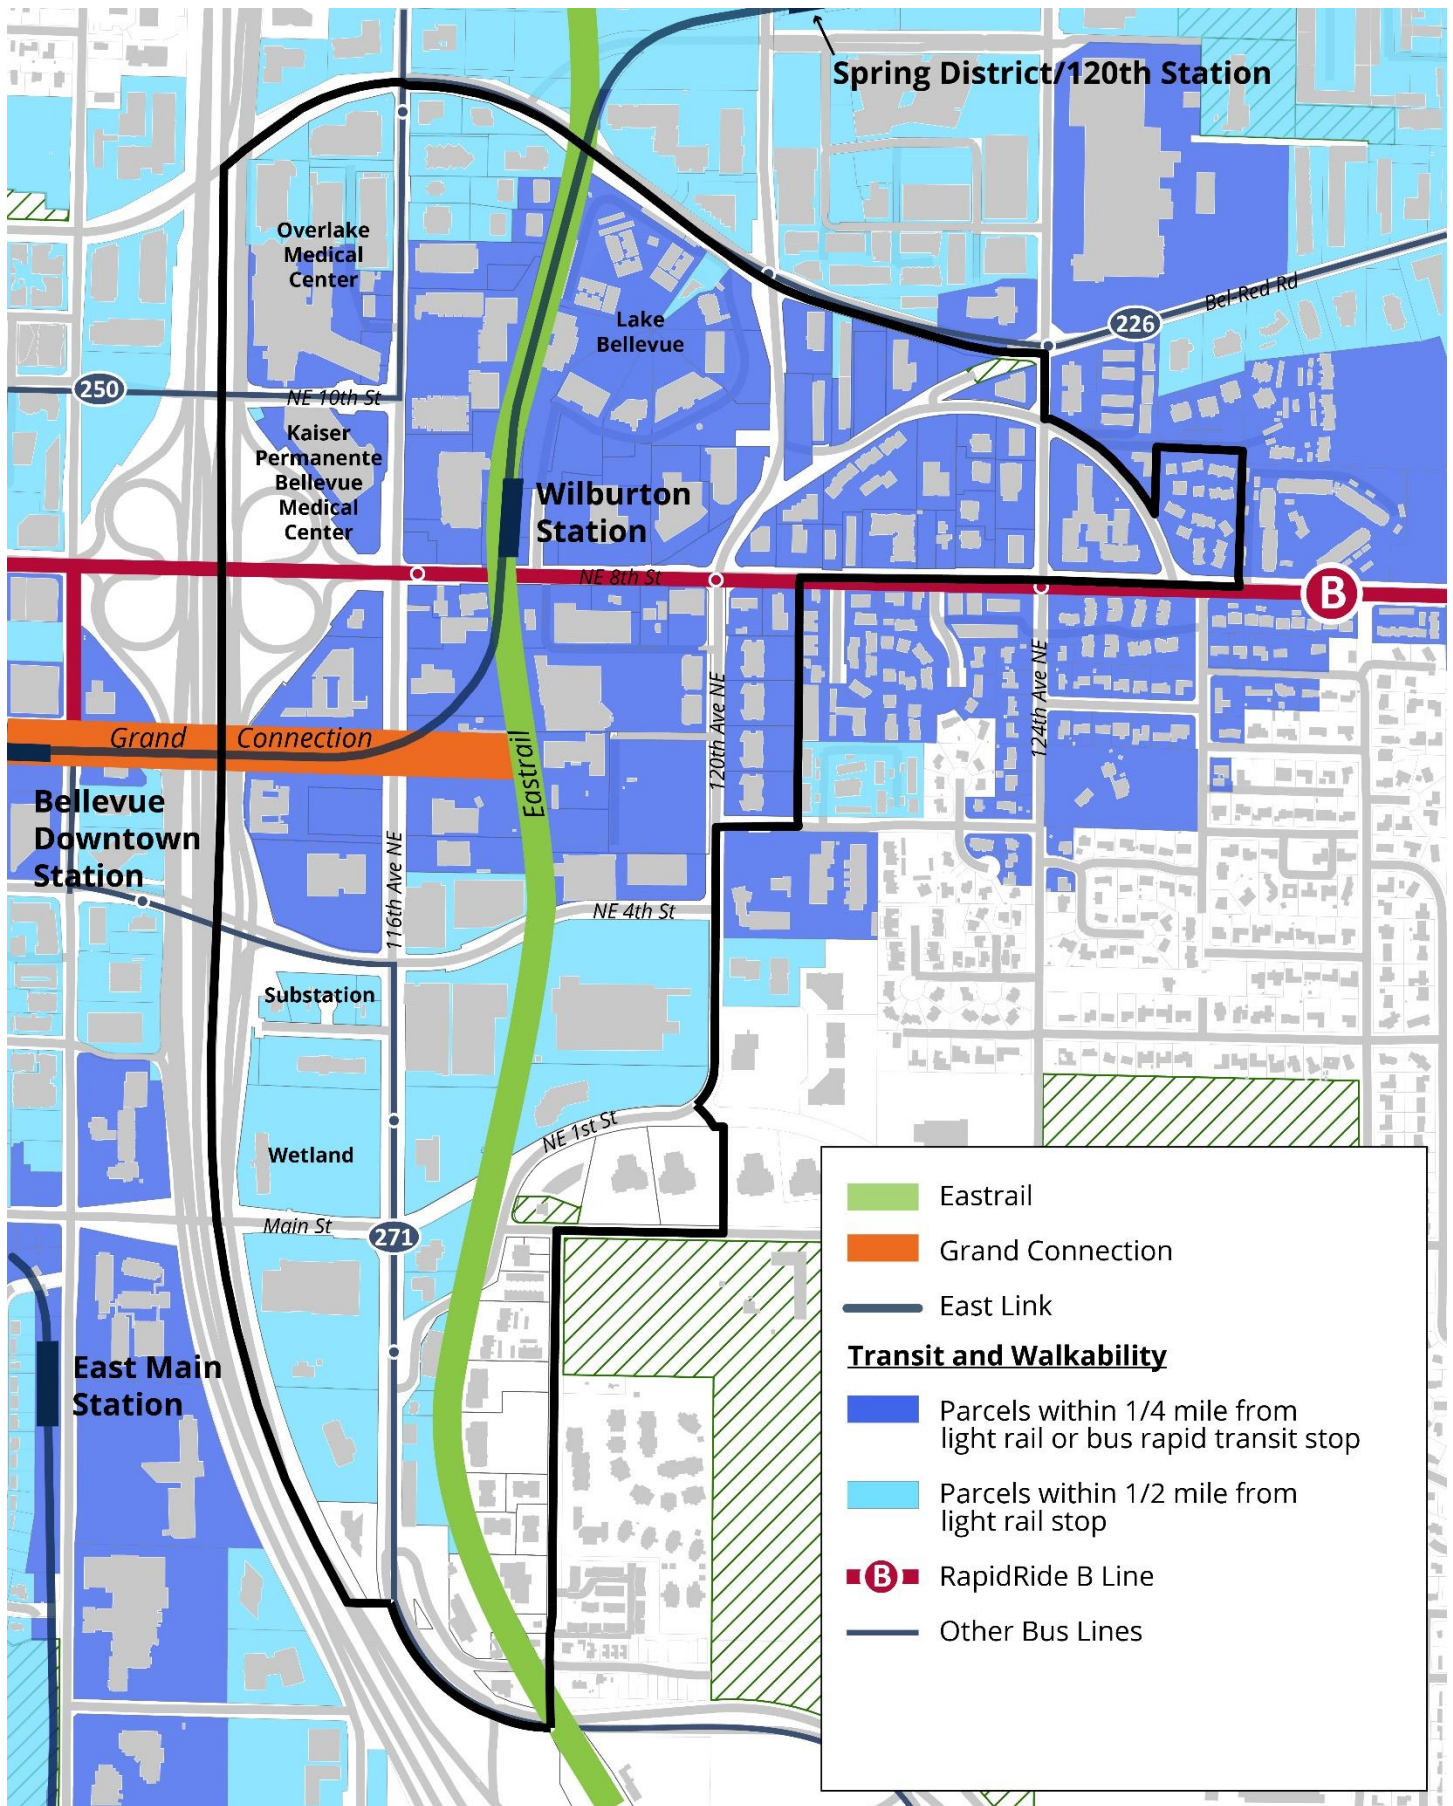 Spring District/120th Station
Overlake
Medical
Center
226
Bel Red Rd
Lake
Bellevue
250
NE 10th St
Kaiser
Permanente
Bellevue
Medical
Center
Wilburton
Station
NE 8th St
B
124th Ave NE
120th Ave NE
Grand Connection
Eastrail
Bellevue
Downtown
Station
116th Ave NE
NE 4th St
Substation
NE 1st St
Wetland
Main St
271
East Main
Station
Eastrail
Grand Connection
East Link
Transit and Walkability
Parcels within 1/4 mile from
light rail or bus rapid transit stop
Parcels within 1/2 mile from
light rail stop
B RapidRide B Line
Other Bus Lines